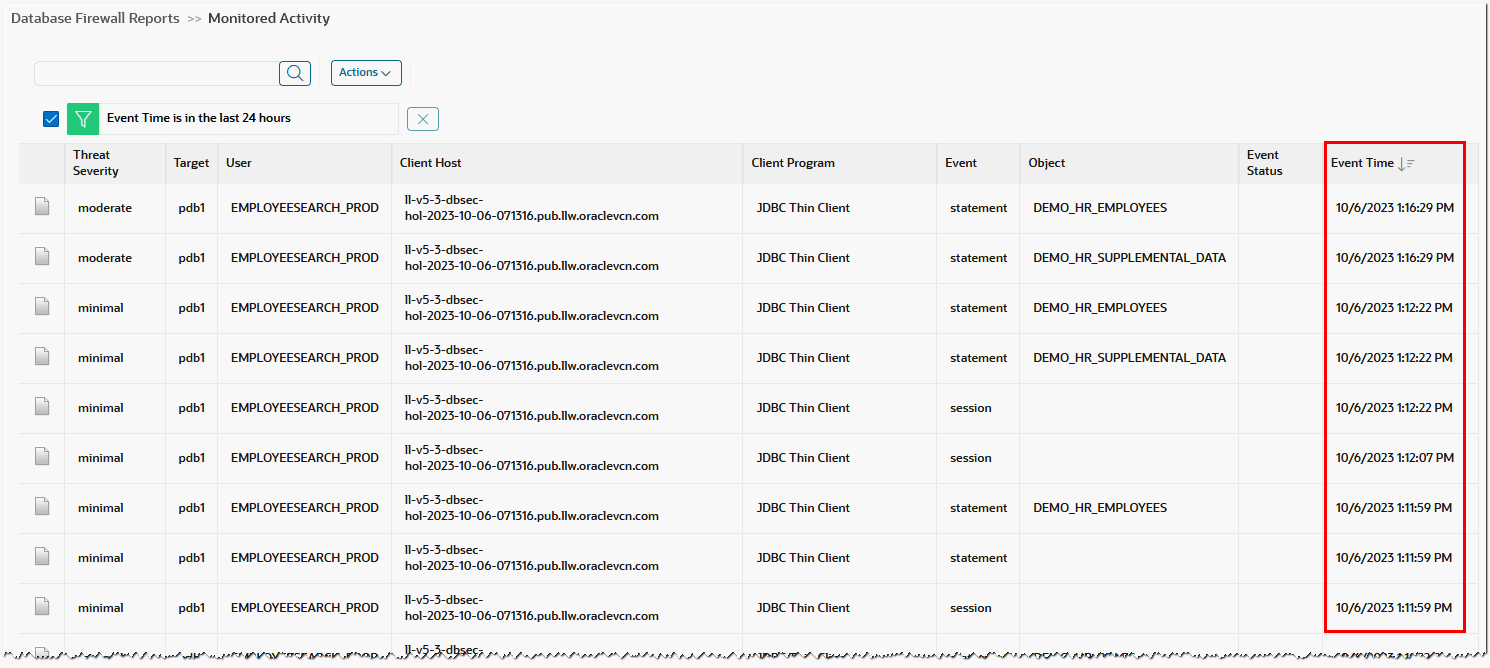 Database Firewall Reports >> Monitored Activity
Actions
Event Time is in the last 24 hours
Threat Severity Target User Client Host Client Program Event Object Event Status Event Time
moderate pdb1 EMPLOYEESEARCH_PROD ll-v5-3-dbsec-
hol-2023-10-06-071316.pub.llw.oraclevcn.com JDBC Thin Client statement DEMO_HR_EMPLOYEES 10/6/2023 1:16:29 PM
moderate pdb1 EMPLOYEESEARCH_PROD ll-v5-3-dbsec-
hol-2023-10-06-071316.pub.llw.oraclevcn.com JDBC Thin Client statement DEMO_HR_SUPPLEMENTAL_DATA 10/6/2023 1:16:29 PM
minimal pdb1 EMPLOYEESEARCH_PROD ll-v5-3-dbsec-
hol-2023-10-06-071316.pub.llw.oraclevcn.com JDBC Thin Client statement DEMO_HR_EMPLOYEES 10/6/2023 1:12:22 PM
minimal pdb1 EMPLOYEESEARCH_PROD ll-v5-3-dbsec-
hol-2023-10-06-071316.pub.llw.oraclevcn.com JDBC Thin Client statement DEMO_HR_SUPPLEMENTAL_DATA 10/6/2023 1:12:22 PM
minimal pdb1 EMPLOYEESEARCH_PROD ll-v5-3-dbsec-
hol-2023-10-06-071316.pub.llw.oraclevcn.com JDBC Thin Client session 10/6/2023 1:12:22 PM
minimal pdb1 EMPLOYEESEARCH_PROD ll-v5-3-dbsec-
hol-2023-10-06-071316.pub.llw.oraclevcn.com JDBC Thin Client session 10/6/2023 1:12:07 PM
minimal pdb1 EMPLOYEESEARCH_PROD ll-v5-3-dbsec-
hol-2023-10-06-071316.pub.llw.oraclevcn.com JDBC Thin Client statement DEMO_HR_EMPLOYEES 10/6/2023 1:11:59 PM
minimal pdb1 EMPLOYEESEARCH_PROD ll-v5-3-dbsec-
hol-2023-10-06-071316.pub.llw.oraclevcn.com JDBC Thin Client statement 10/6/2023 1:11:59 PM
minimal pdb1 EMPLOYEESEARCH_PROD ll-v5-3-dbsec-
hol-2023-10-06-071316.pub.llw.oraclevcn.com JDBC Thin Client session 10/6/2023 1:11:59 PM
ll-v5-3-dbsec-